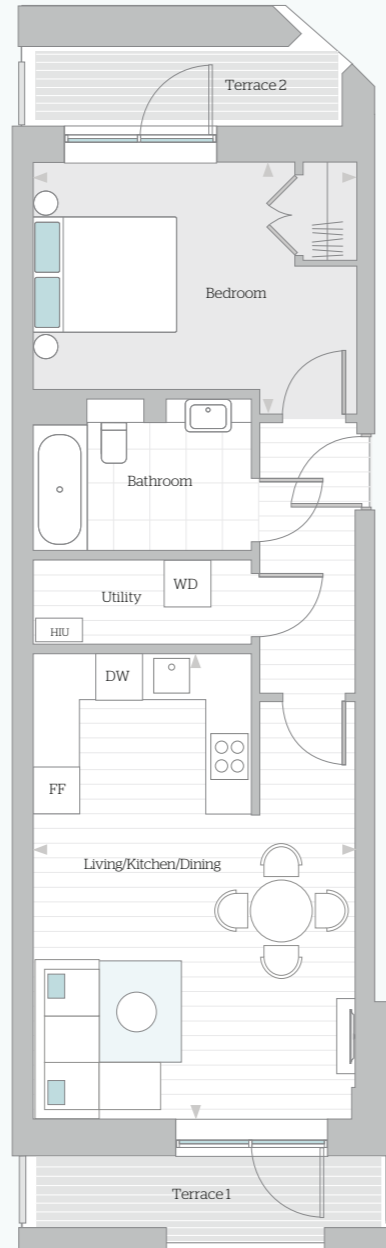 Terrace 2
Bedroom
Bathroom
WD
Utility
HIU
DW
FF
Living/Kitchen/Dining
Terrace 1